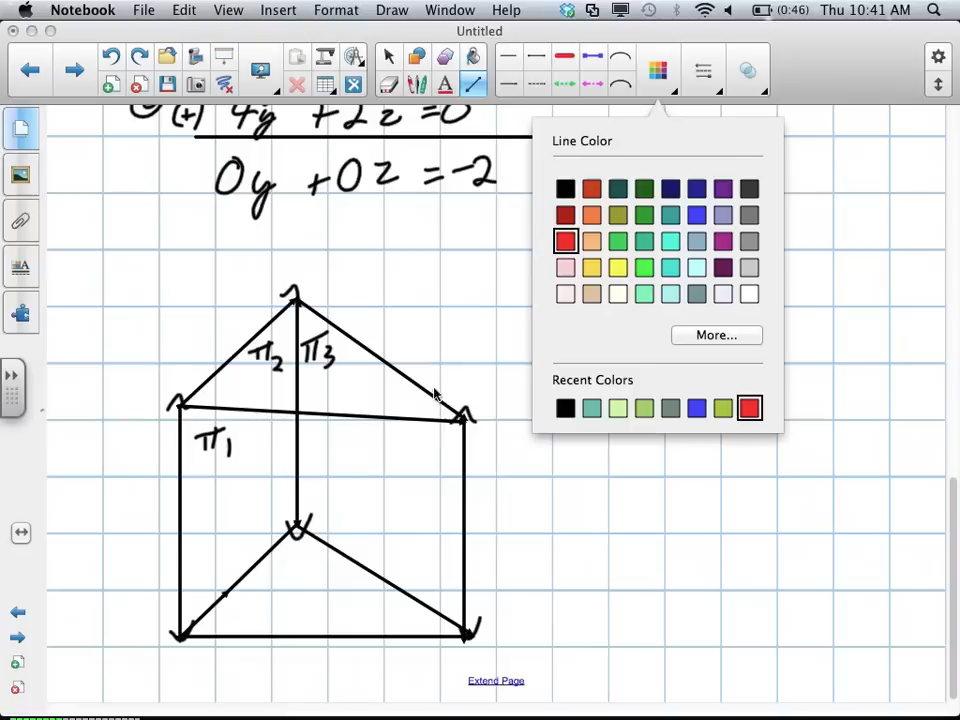 Notebook File Edit View Insert Format Draw Window Help (0:46) Thu 10:41 AM
Untitled
A
(+) 4y + 2z = 0
0y + 0z = -2
Line Color
More...
Recent Colors
π2 π3
π1
Extend Page